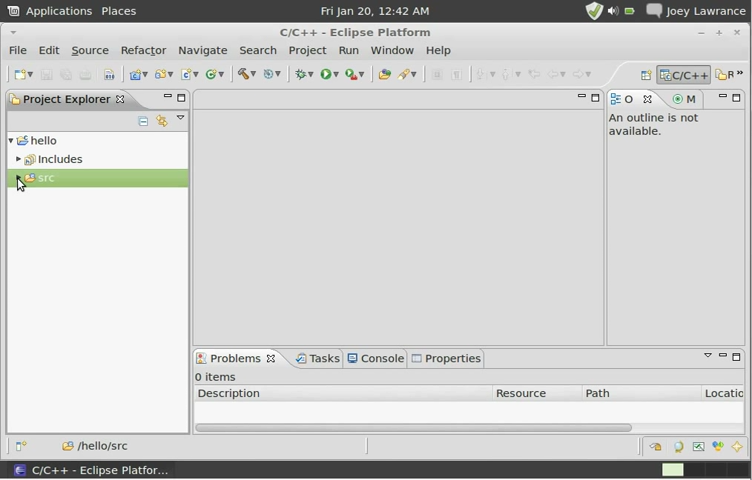 Applications Places Fri Jan 20, 12:42 AM Joey Lawrance
C/C++ - Eclipse Platform
File Edit Source Refactor Navigate Search Project Run Window Help
C/C++ R »
Project Explorer O M
An outline is not
available.
hello
Includes
src
Problems Tasks Console Properties
0 items
Description Resource Path Locatio
/hello/src
C/C++ - Eclipse Platfor...